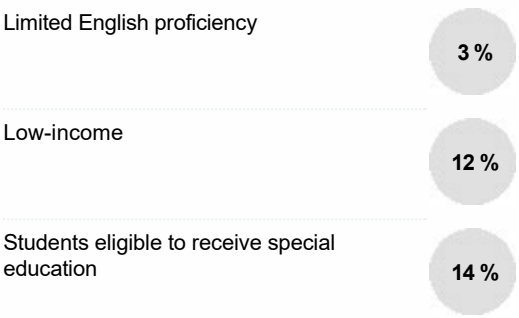 Limited English proficiency
3 %
Low-income
12 %
Students eligible to receive special
education
14 %